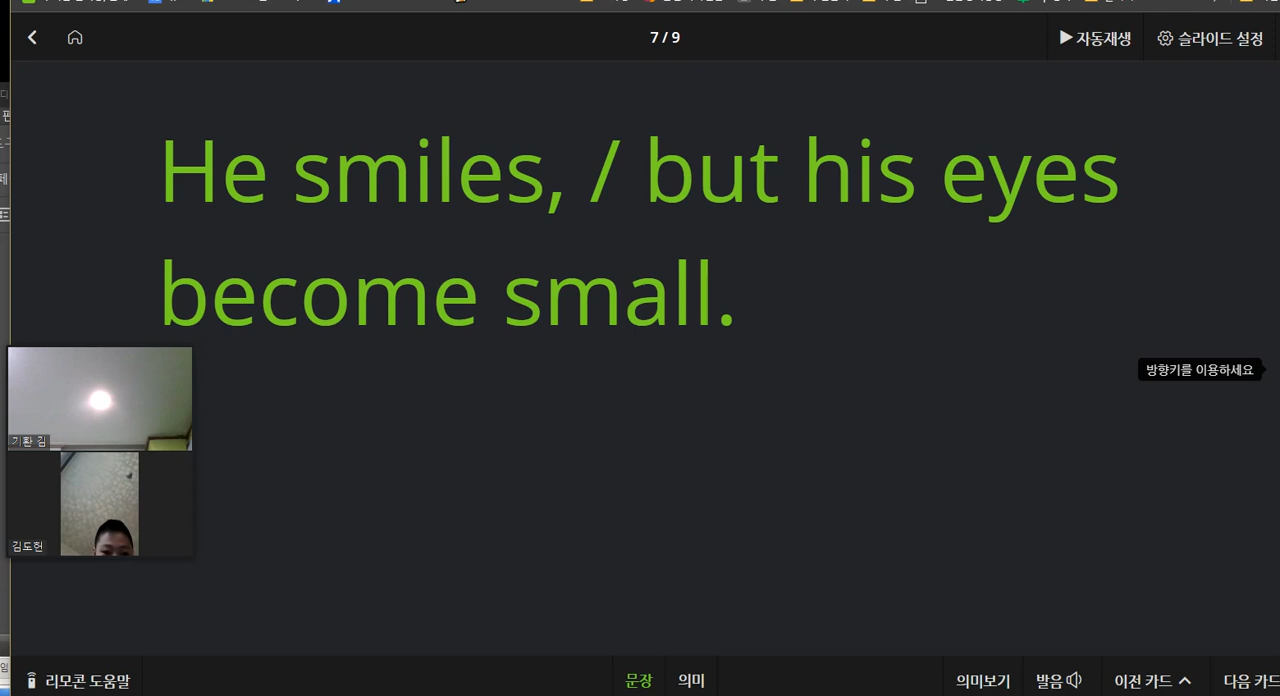 7 / 9
자동재생
슬라이드 설정
He smiles, / but his eyes
become small.
방향키를 이용하세요
기환 김
김도헌
리모콘 도움말
문장
의미
의미보기
발음
이전 카드
다음 카드